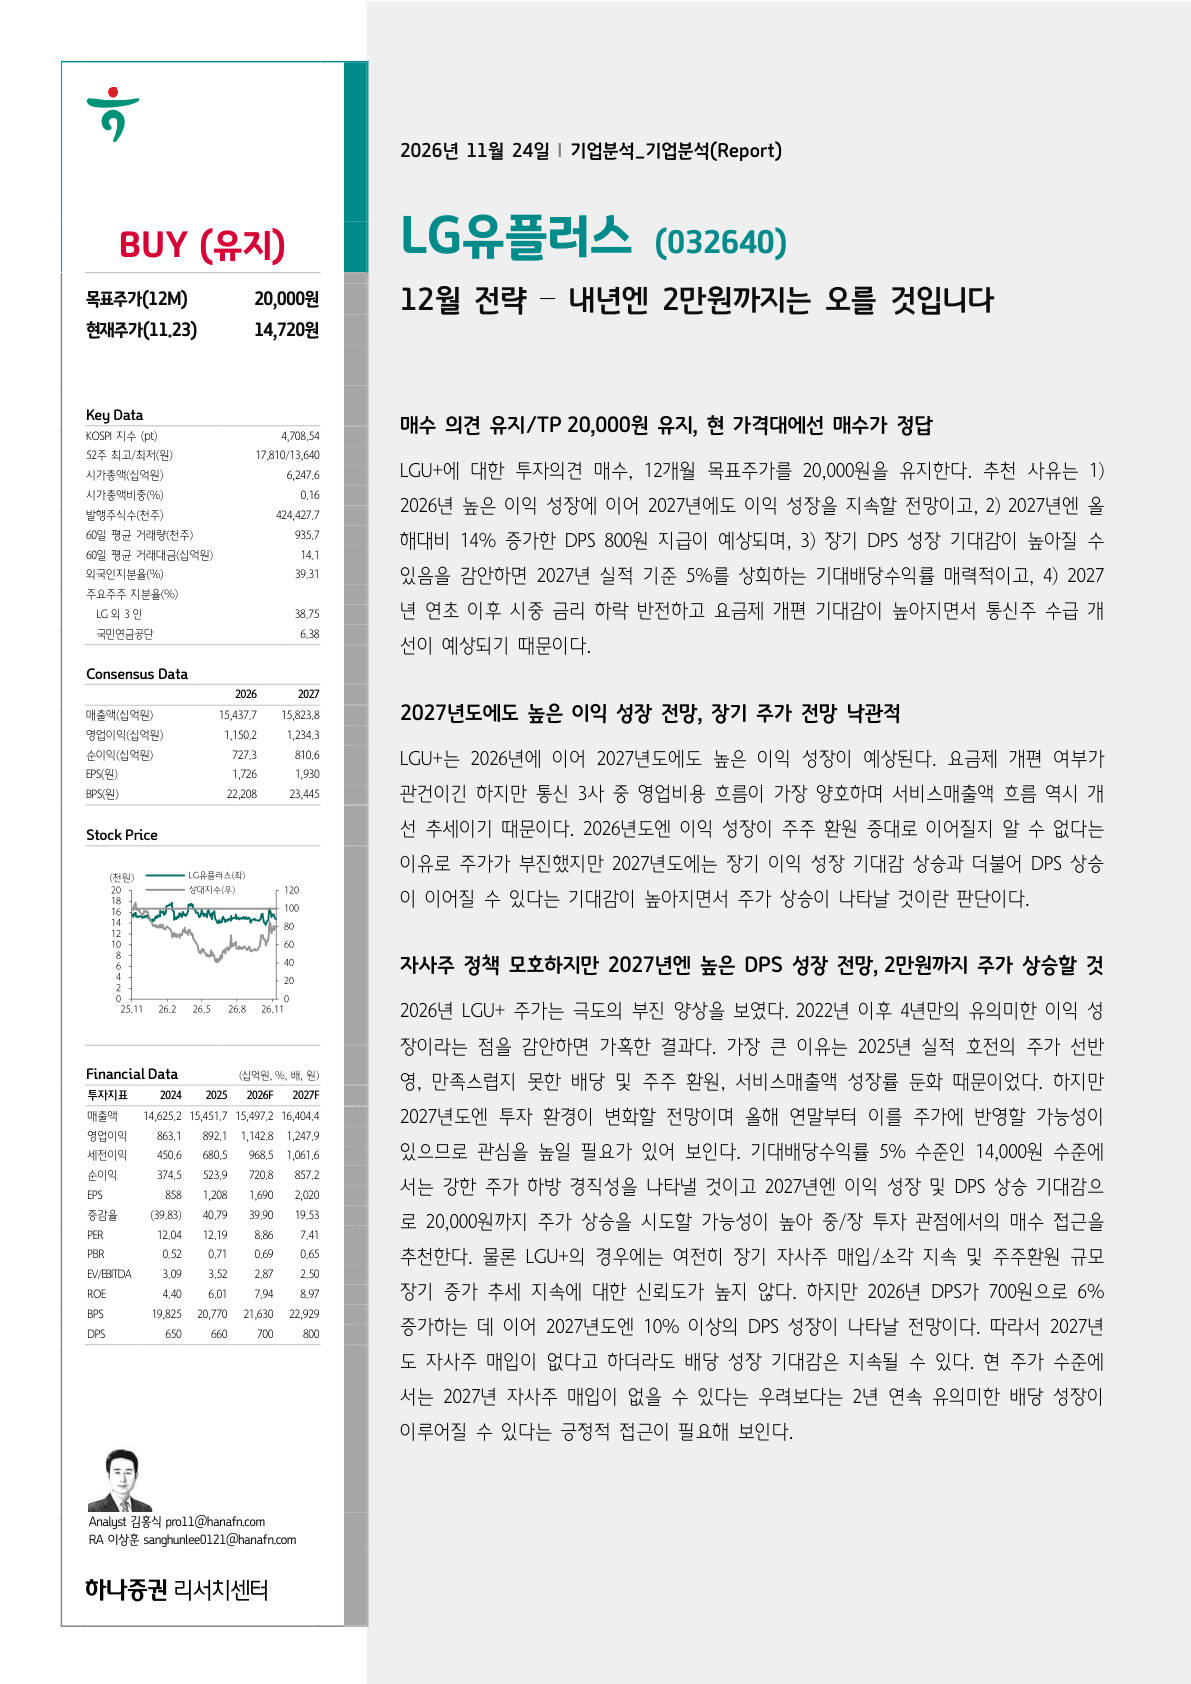 2026년 11월 24일 | 기업분석_기업분석(Report)
BUY (유지)
목표주가(12M) 20,000원
현재주가(11.23) 14,720원
Key Data
KOSPI 지수 (pt) 4,708.54
52주 최고/최저(원) 17,810/13,640
시가총액(십억원) 6,247.6
시가총액비중(%) 0.16
발행주식수(천주) 424,427.7
60일 평균 거래량(천주) 935.7
60일 평균 거래대금(십억원) 14.1
외국인지분율(%) 39.31
주요주주 지분율(%)
LG 외 3 인 38.75
국민연금공단 6.38
Consensus Data
2026 2027
매출액(십억원) 15,437.7 15,823.8
영업이익(십억원) 1,150.2 1,234.3
순이익(십억원) 727.3 810.6
EPS(원) 1,726 1,930
BPS(원) 22,208 23,445
Stock Price
(천원) LG유플러스(좌)
상대지수(우)
20 120
18 100
16
14 80
12
10 60
8 40
6
4 20
2
0 0
25.11 26.2 26.5 26.8 26.11
Financial Data (십억원, %, 배, 원)
투자지표 2024 2025 2026F 2027F
매출액 14,625.2 15,451.7 15,497.2 16,404.4
영업이익 863.1 892.1 1,142.8 1,247.9
세전이익 450.6 680.5 968.5 1,061.6
순이익 374.5 523.9 720.8 857.2
EPS 858 1,208 1,690 2,020
증감율 (39.83) 40.79 39.90 19.53
PER 12.04 12.19 8.86 7.41
PBR 0.52 0.71 0.69 0.65
EV/EBITDA 3.09 3.52 2.87 2.50
ROE 4.40 6.01 7.94 8.97
BPS 19,825 20,770 21,630 22,929
DPS 650 660 700 800
Analyst 김홍식 pro11@hanafn.com
RA 이상훈 sanghunlee0121@hanafn.com
하나증권 리서치센터
LG유플러스 (032640)
12월 전략 – 내년엔 2만원까지는 오를 것입니다
매수 의견 유지/TP 20,000원 유지, 현 가격대에선 매수가 정답
LGU+에 대한 투자의견 매수, 12개월 목표주가를 20,000원을 유지한다. 추천 사유는 1)
2026년 높은 이익 성장에 이어 2027년에도 이익 성장을 지속할 전망이고, 2) 2027년엔 올
해대비 14% 증가한 DPS 800원 지급이 예상되며, 3) 장기 DPS 성장 기대감이 높아질 수
있음을 감안하면 2027년 실적 기준 5%를 상회하는 기대배당수익률 매력적이고, 4) 2027
년 연초 이후 시중 금리 하락 반전하고 요금제 개편 기대감이 높아지면서 통신주 수급 개
선이 예상되기 때문이다.
2027년도에도 높은 이익 성장 전망, 장기 주가 전망 낙관적
LGU+는 2026년에 이어 2027년도에도 높은 이익 성장이 예상된다. 요금제 개편 여부가
관건이긴 하지만 통신 3사 중 영업비용 흐름이 가장 양호하며 서비스매출액 흐름 역시 개
선 추세이기 때문이다. 2026년도엔 이익 성장이 주주 환원 증대로 이어질지 알 수 없다는
이유로 주가가 부진했지만 2027년도에는 장기 이익 성장 기대감 상승과 더불어 DPS 상승
이 이어질 수 있다는 기대감이 높아지면서 주가 상승이 나타날 것이란 판단이다.
자사주 정책 모호하지만 2027년엔 높은 DPS 성장 전망, 2만원까지 주가 상승할 것
2026년 LGU+ 주가는 극도의 부진 양상을 보였다. 2022년 이후 4년만의 유의미한 이익 성
장이라는 점을 감안하면 가혹한 결과다. 가장 큰 이유는 2025년 실적 호전의 주가 선반
영, 만족스럽지 못한 배당 및 주주 환원, 서비스매출액 성장률 둔화 때문이었다. 하지만
2027년도엔 투자 환경이 변화할 전망이며 올해 연말부터 이를 주가에 반영할 가능성이
있으므로 관심을 높일 필요가 있어 보인다. 기대배당수익률 5% 수준인 14,000원 수준에
서는 강한 주가 하방 경직성을 나타낼 것이고 2027년엔 이익 성장 및 DPS 상승 기대감으
로 20,000원까지 주가 상승을 시도할 가능성이 높아 중/장 투자 관점에서의 매수 접근을
추천한다. 물론 LGU+의 경우에는 여전히 장기 자사주 매입/소각 지속 및 주주환원 규모
장기 증가 추세 지속에 대한 신뢰도가 높지 않다. 하지만 2026년 DPS가 700원으로 6%
증가하는 데 이어 2027년도엔 10% 이상의 DPS 성장이 나타날 전망이다. 따라서 2027년
도 자사주 매입이 없다고 하더라도 배당 성장 기대감은 지속될 수 있다. 현 주가 수준에
서는 2027년 자사주 매입이 없을 수 있다는 우려보다는 2년 연속 유의미한 배당 성장이
이루어질 수 있다는 긍정적 접근이 필요해 보인다.